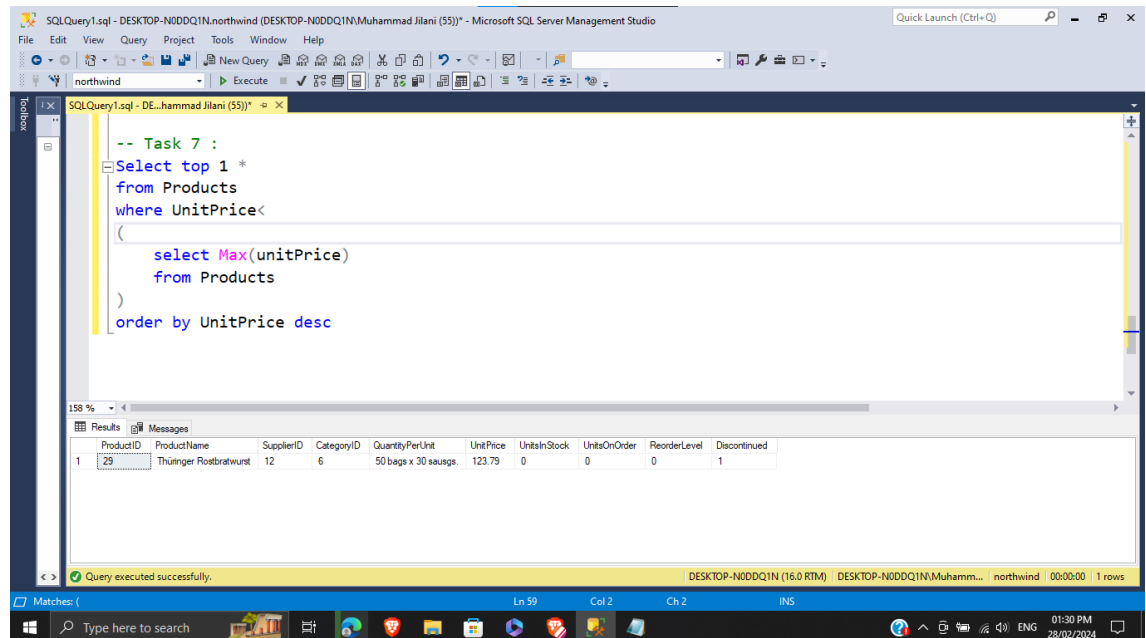 SQLQuery1.sql - DESKTOP-N0DDQ1N.northwind (DESKTOP-N0DDQ1N\Muhammad Jilani (55))* - Microsoft SQL Server Management Studio
Quick Launch (Ctrl+Q)
File Edit View Query Project Tools Window Help
New Query
northwind
Execute
Toolbox
SQLQuery1.sql - DE...hammad Jilani (55))*
-- Task 7 :
Select top 1 *
from Products
where UnitPrice<
(
select Max(unitPrice)
from Products
)
order by UnitPrice desc
158 %
Results Messages
ProductID ProductName SupplierID CategoryID QuantityPerUnit UnitPrice UnitsInStock UnitsOnOrder ReorderLevel Discontinued
1 29 Thüringer Rostbratwurst 12 6 50 bags x 30 sausgs. 123.79 0 0 0 1
Query executed successfully.
DESKTOP-N0DDQ1N (16.0 RTM) DESKTOP-N0DDQ1N\Muhamm... northwind 00:00:00 1 rows
Matches: ( Ln 59 Col 2 Ch 2 INS
Type here to search
ENG
01:30 PM
28/02/2024